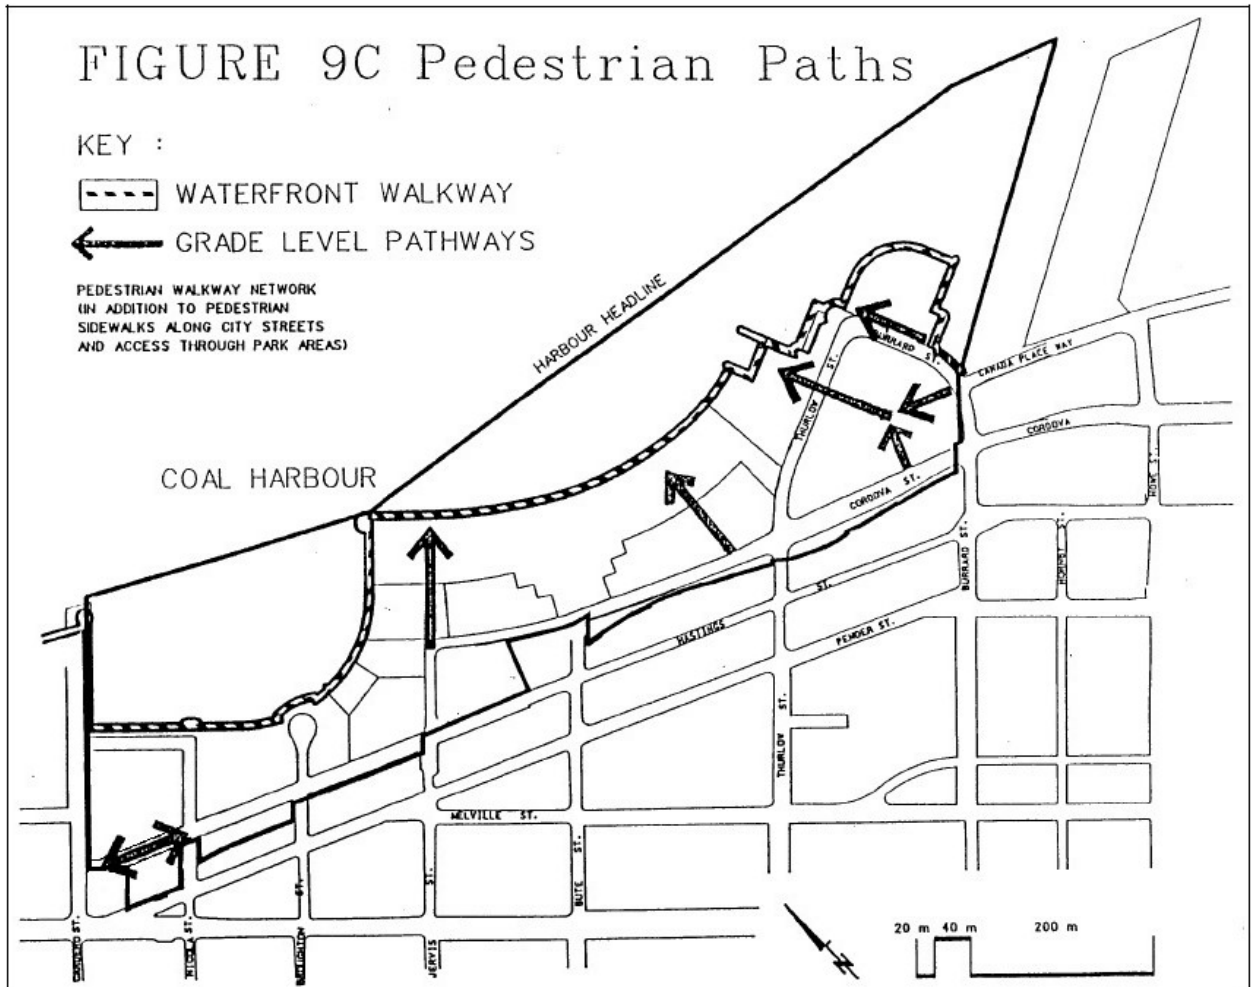 FIGURE 9C Pedestrian Paths
KEY :
WATERFRONT WALKWAY
GRADE LEVEL PATHWAYS
PEDESTRIAN WALKWAY NETWORK
(IN ADDITION TO PEDESTRIAN
SIDEWALKS ALONG CITY STREETS
AND ACCESS THROUGH PARK AREAS)
HARBOUR HEADLINE
COAL HARBOUR
BURRARD ST.
CANADA PLACE WAY
THURLOW ST.
CORDOVA
CORDOVA ST.
HOWE ST.
HORNBY ST.
BURRARD ST.
HASTINGS ST.
PENDER ST.
THURLOW ST.
MELVILLE ST.
BUTE ST.
JERVIS ST.
BROUGHTON ST.
NICOLA ST.
CARDERO ST.
N
20 m 40 m 200 m